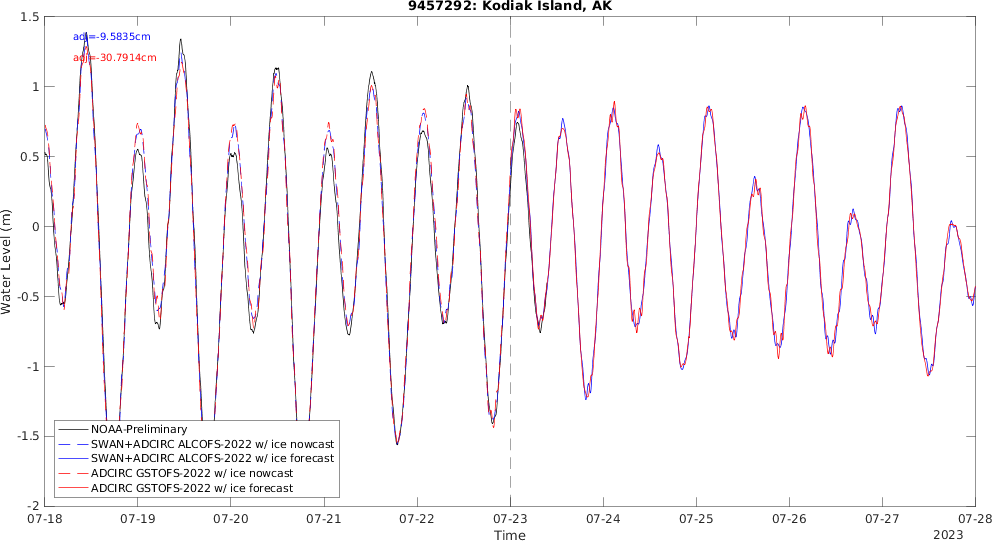 9457292: Kodiak Island, AK
adj=-9.5835cm
adj=-30.7914cm
Water Level (m)
1.5
1
0.5
0
-0.5
-1
-1.5
-2
NOAA-Preliminary
SWAN+ADCIRC ALCOFS-2022 w/ ice nowcast
SWAN+ADCIRC ALCOFS-2022 w/ ice forecast
ADCIRC GSTOFS-2022 w/ ice nowcast
ADCIRC GSTOFS-2022 w/ ice forecast
07-18 07-19 07-20 07-21 07-22 07-23 07-24 07-25 07-26 07-27 07-28
Time
2023